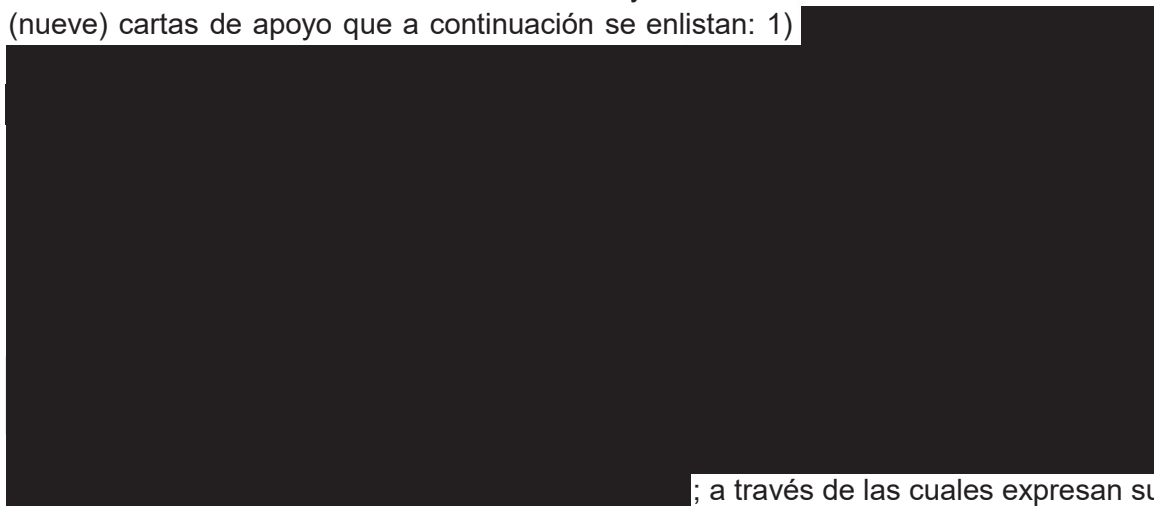 (nueve) cartas de apoyo que a continuación se enlistan: 1)
; a través de las cuales expresan su